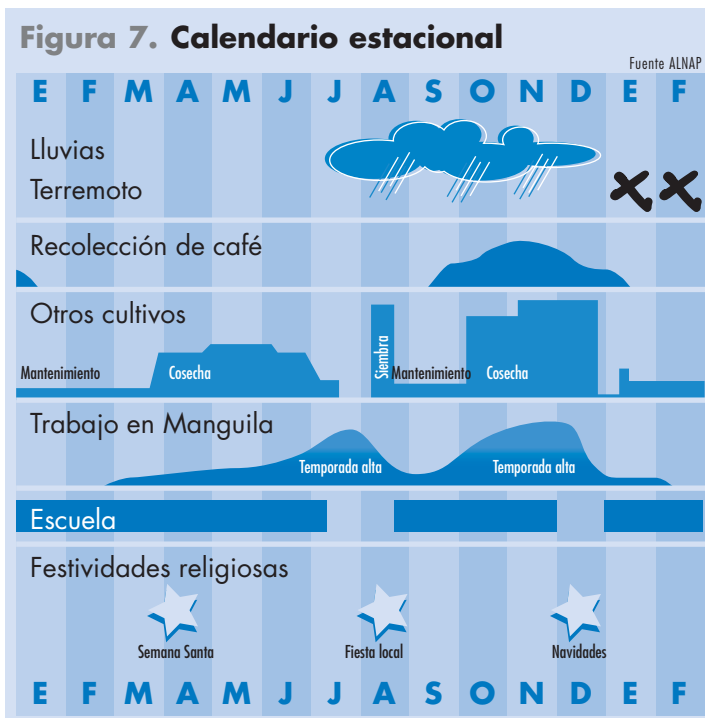 Figura 7. Calendario estacional
Fuente ALNAP
E F M A M J J A S O N D E F
Lluvias
Terremoto
Recolección de café
Otros cultivos
Mantenimiento Cosecha Siembra Mantenimiento Cosecha
Trabajo en Manguila
Temporada alta Temporada alta
Escuela
Festividades religiosas
Semana Santa Fiesta local Navidades
E F M A M J J A S O N D E F